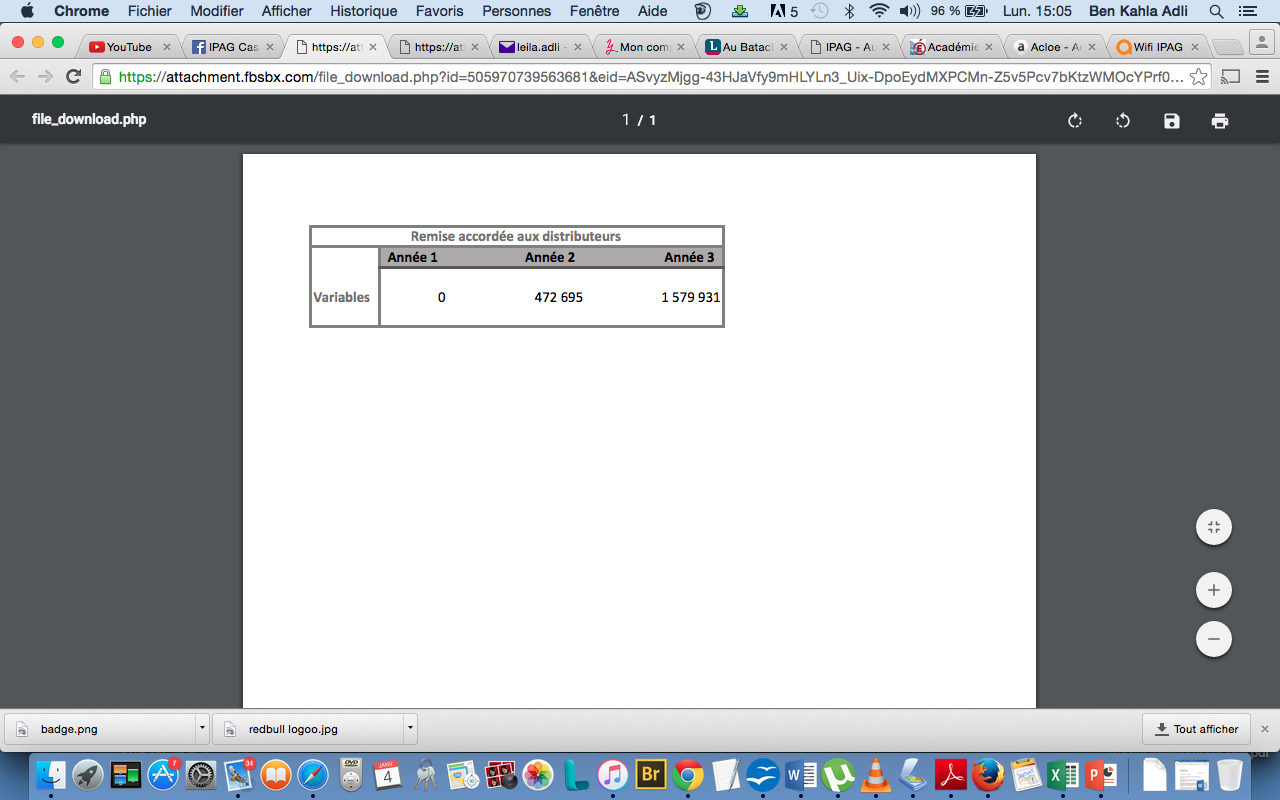 Chrome Fichier Modifier Afficher Historique Favoris Personnes Fenêtre Aide 5 96 % Lun. 15:05 Ben Kahla Adli
YouTube IPAG Cas https://att https://at leila.adli - Mon com Au Batacl IPAG - Au Académie Acloe - A Wifi IPAG
https://attachment.fbsbx.com/file_download.php?id=505970739563681&eid=ASvyzMjgg-43HJaVfy9mHLYLn3_Uix-DpoEydMXPCMn-Z5v5Pcv7bKtzWMOcYPrf0...
file_download.php 1 / 1
Remise accordée aux distributeurs
Année 1 Année 2 Année 3
Variables 0 472 695 1 579 931
badge.png redbull logoo.jpg Tout afficher
7 34 DVD JANV. 4 Br W X P